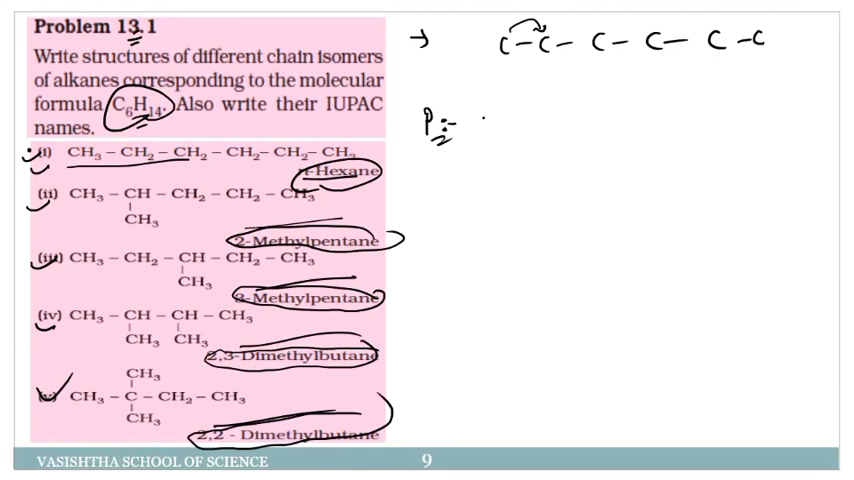 Problem 13.1
Write structures of different chain isomers
of alkanes corresponding to the molecular
formula C₆H₁₄. Also write their IUPAC
names.
(i) CH₃ – CH₂ – CH₂ – CH₂– CH₂– CH₃
n-Hexane
(ii) CH₃ – CH – CH₂ – CH₂ – CH₃
CH₃
2-Methylpentane
(iii) CH₃ – CH₂ – CH – CH₂ – CH₃
CH₃
3-Methylpentane
(iv) CH₃ – CH – CH – CH₃
CH₃ CH₃
2,3-Dimethylbutane
CH₃
(v) CH₃ – C – CH₂ – CH₃
CH₃
2,2 - Dimethylbutane
→ C – C – C – C – C – C
P:-
VASISHTHA SCHOOL OF SCIENCE 9